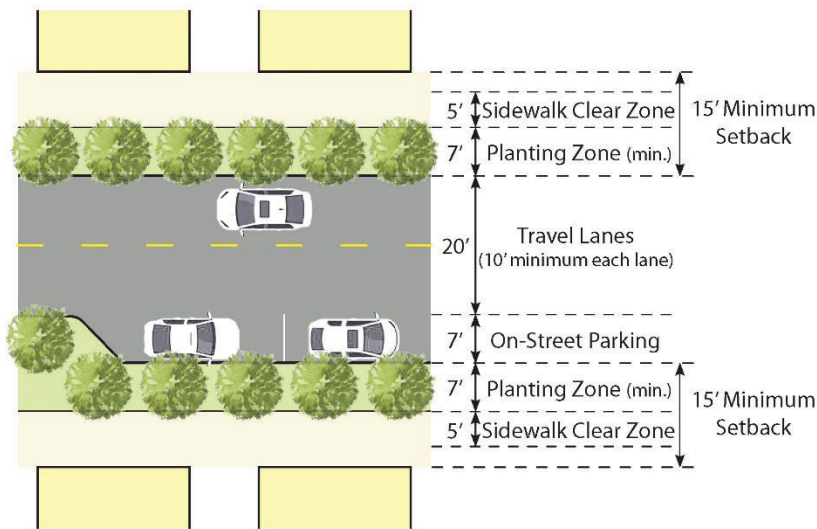 5’ Sidewalk Clear Zone
15’ Minimum
Setback
7’ Planting Zone (min.)
20’
Travel Lanes
(10’ minimum each lane)
7’ On-Street Parking
7’ Planting Zone (min.)
15’ Minimum
Setback
5’ Sidewalk Clear Zone